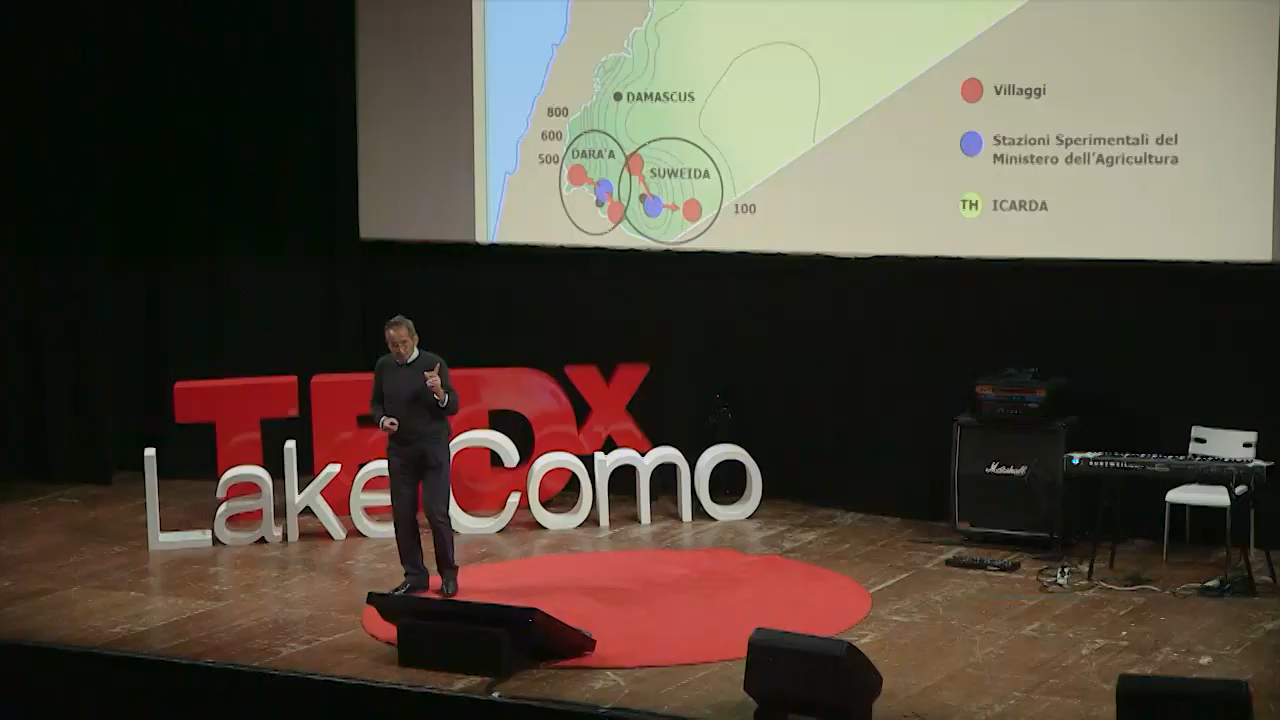 DAMASCUS
800
600
500
DARA'A
SUWEIDA
100
Villaggi
Stazioni Sperimentali del
Ministero dell'Agricultura
TH ICARDA
TEDx
LakeComo
Marshall